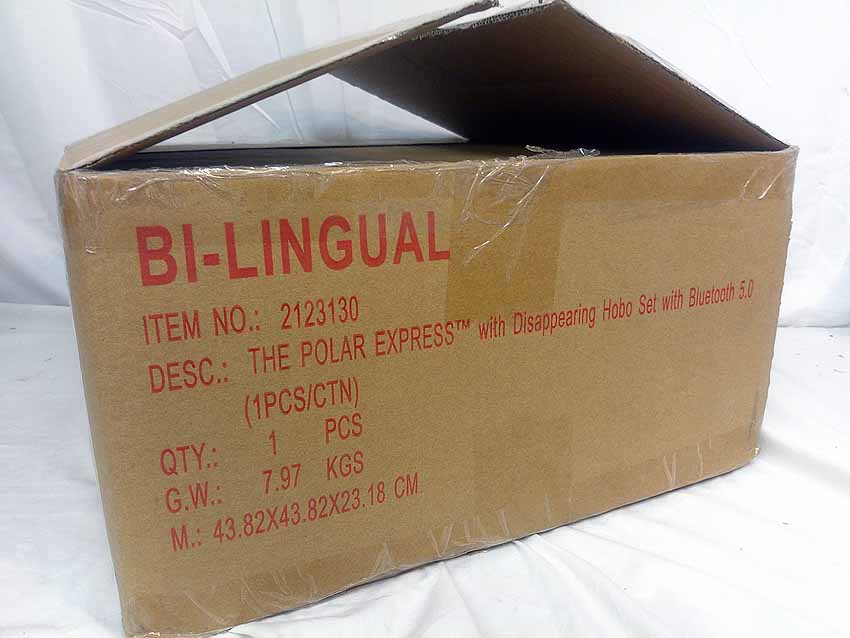 BI-LINGUAL
ITEM NO.: 2123130
DESC.: THE POLAR EXPRESS™ with Disappearing Hobo Set with Bluetooth 5.0
(1PCS/CTN)
QTY.: 1 PCS
G.W.: 7.97 KGS
M.: 43.82X43.82X23.18 CM